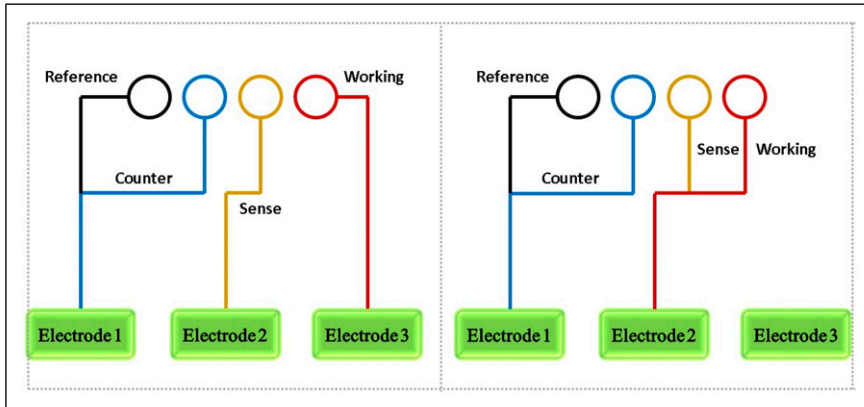 Reference
Working
Counter
Sense
Electrode 1
Electrode 2
Electrode 3
Reference
Sense
Working
Counter
Electrode 1
Electrode 2
Electrode 3